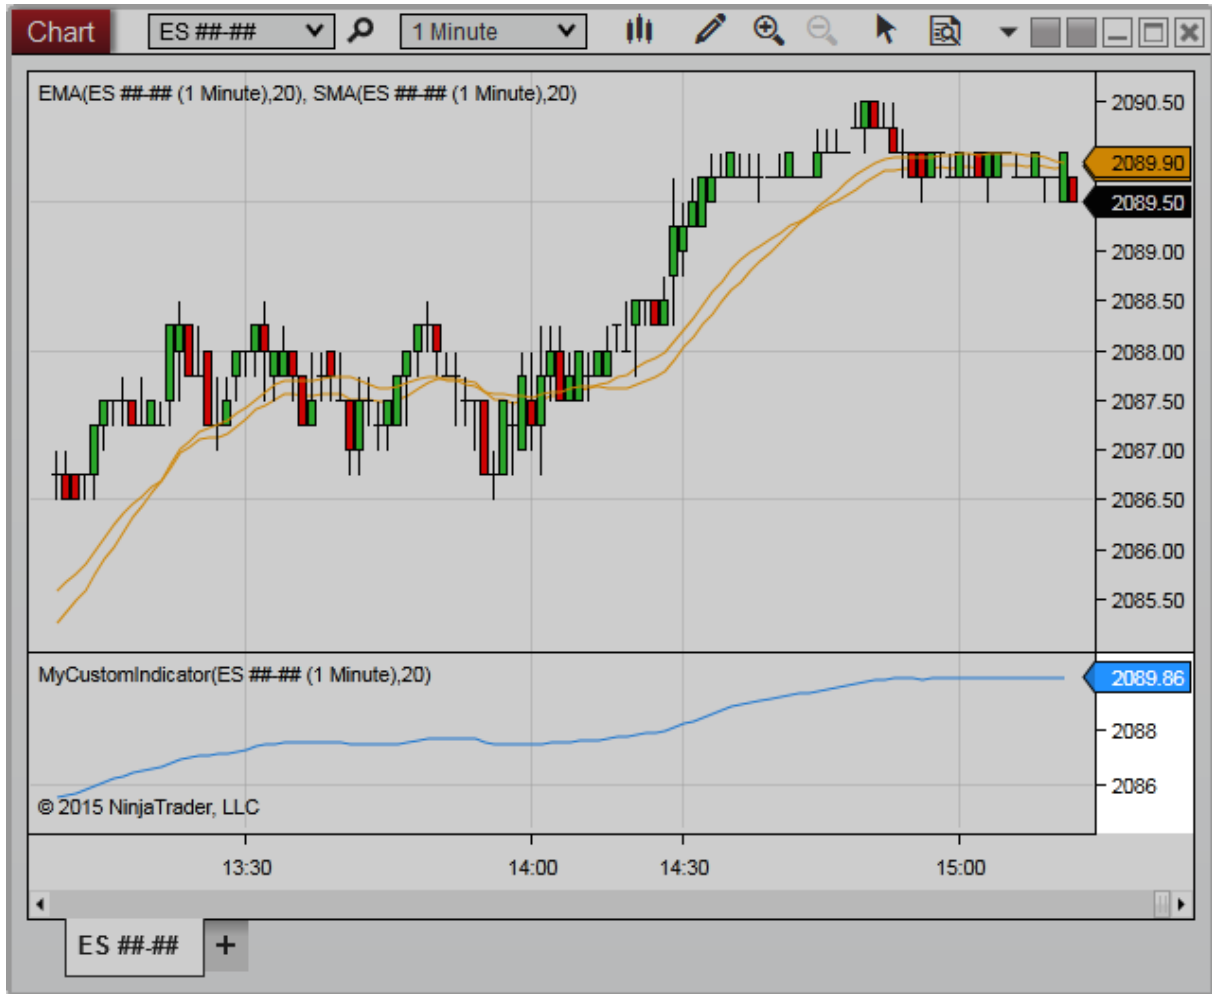 Chart ES ##-## 1 Minute
EMA(ES ##-## (1 Minute),20), SMA(ES ##-## (1 Minute),20)
2090.50
2089.90
2089.50
2089.00
2088.50
2088.00
2087.50
2087.00
2086.50
2086.00
2085.50
MyCustomIndicator(ES ##-## (1 Minute),20)
2089.86
2088
2086
© 2015 NinjaTrader, LLC
13:30 14:00 14:30 15:00
ES ##-## +